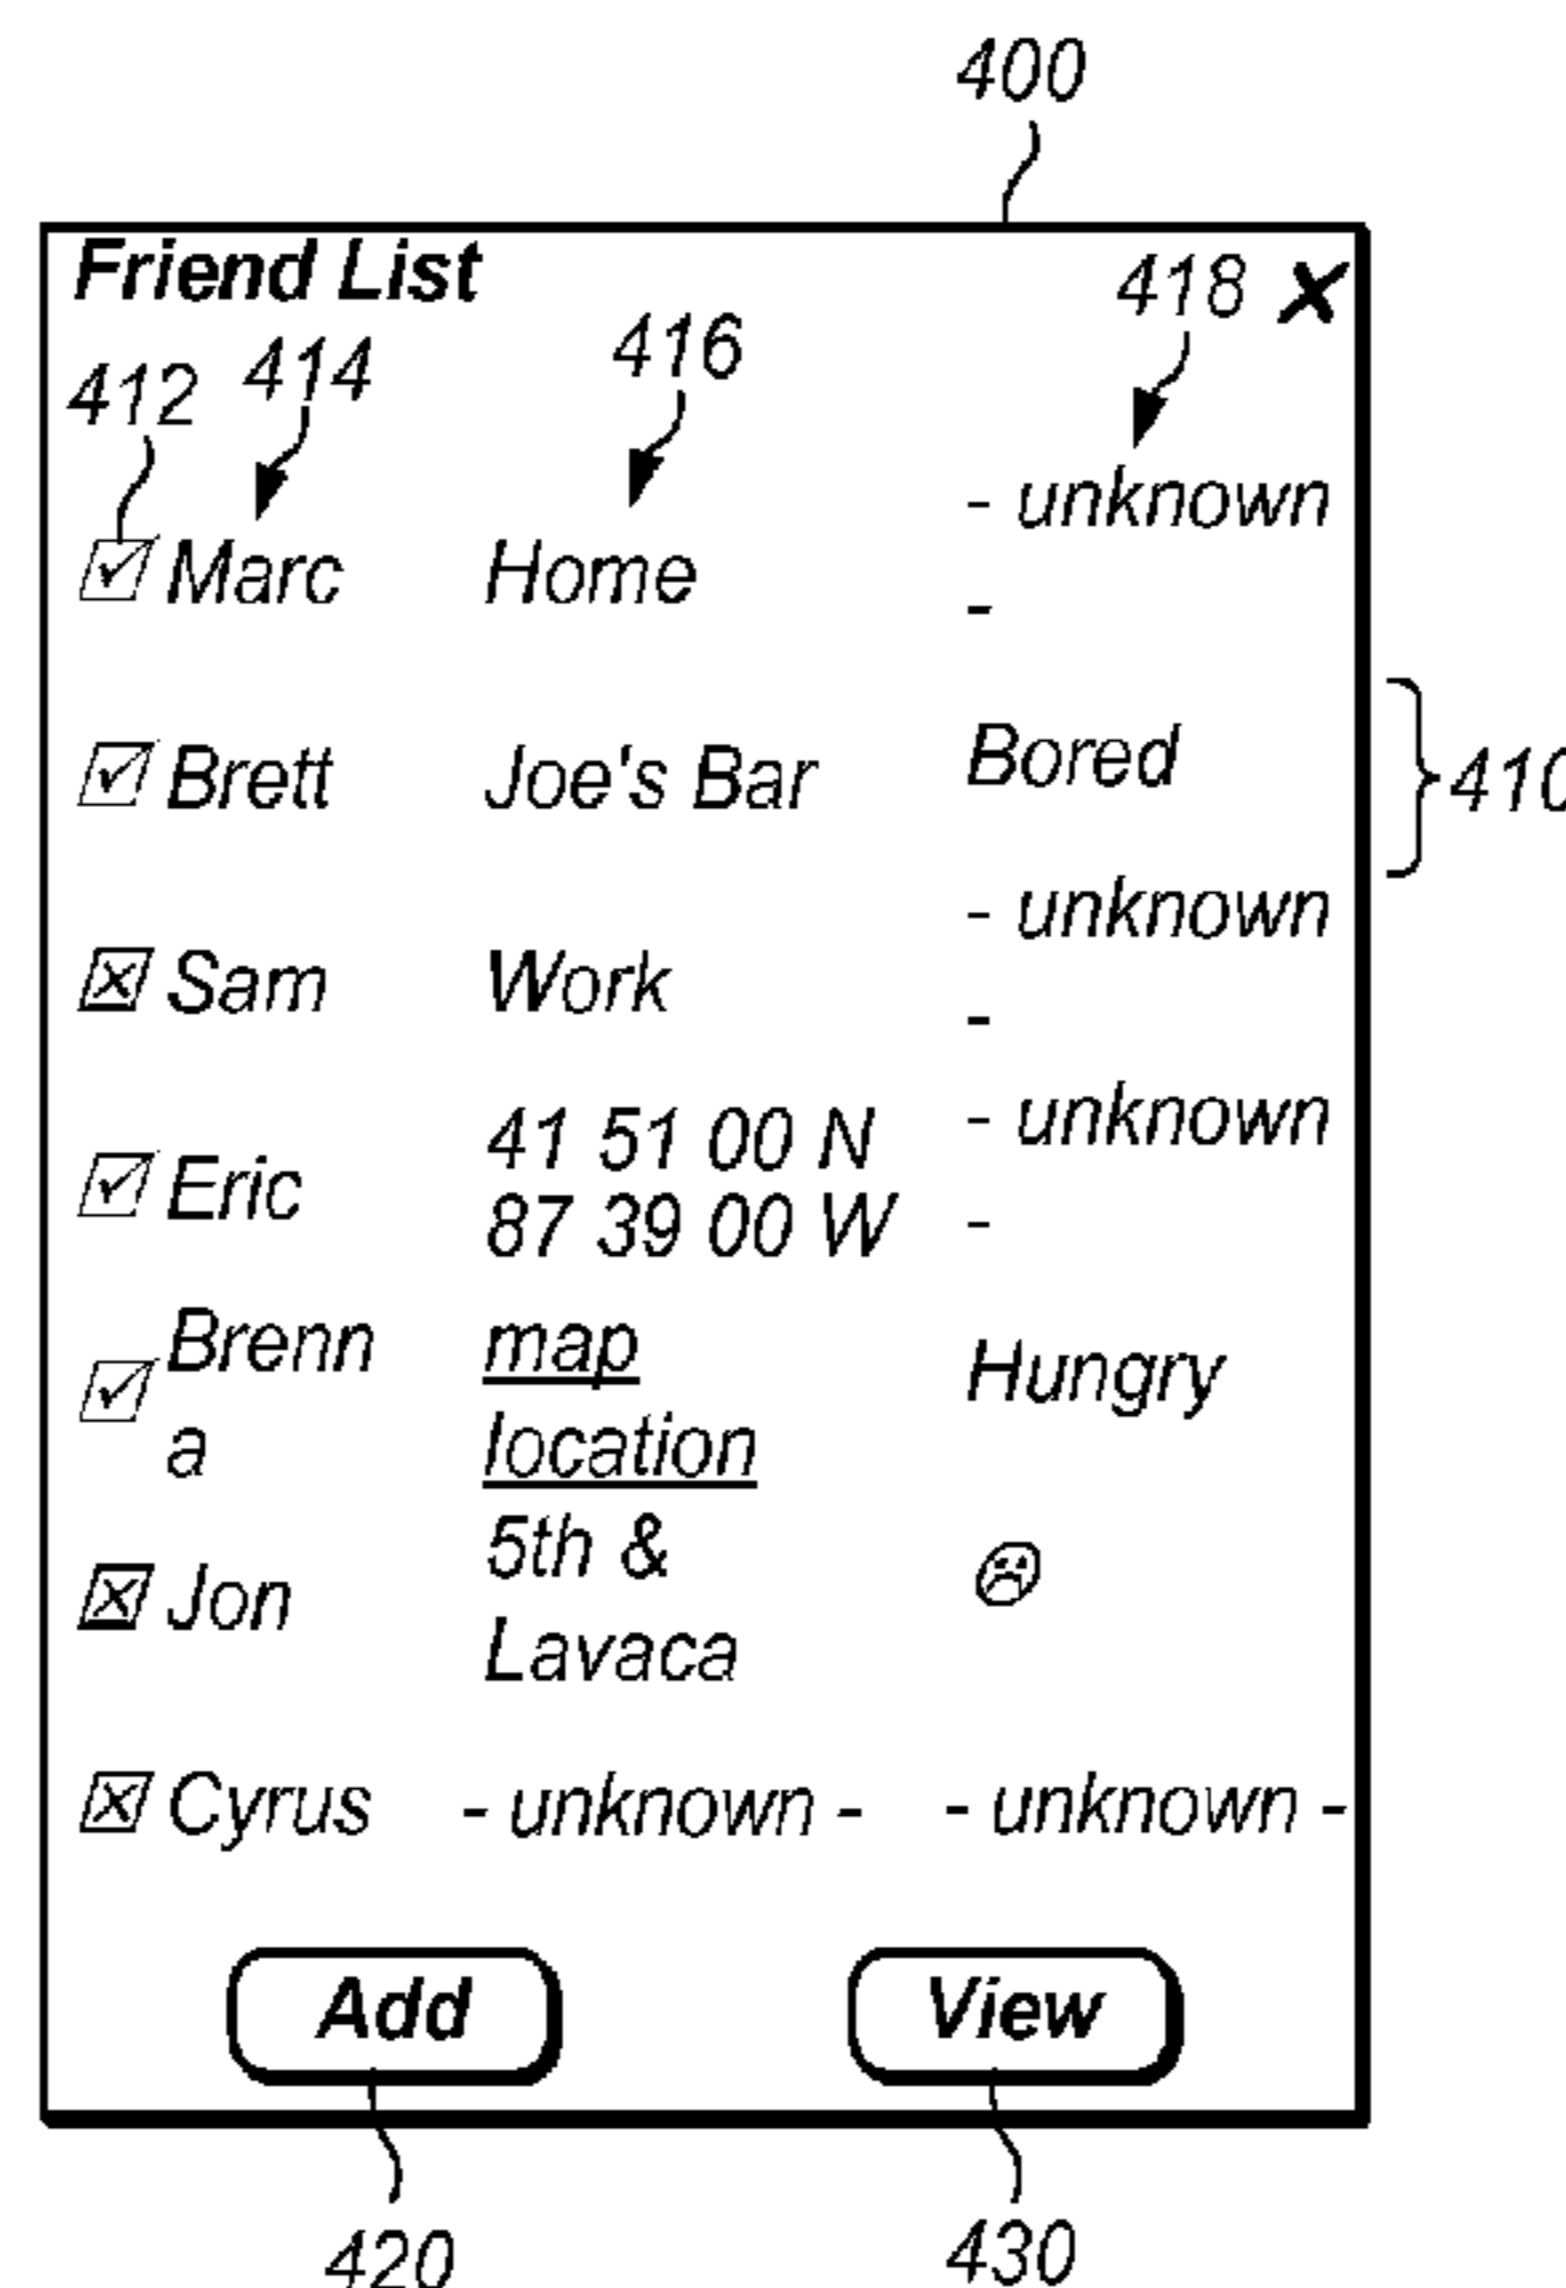 400
Friend List
418
412 414 416
Marc Home - unknown -
Brett Joe's Bar Bored
410
Sam Work - unknown -
Eric 41 51 00 N
87 39 00 W - unknown -
Brenn
a map
location Hungry
Jon 5th &
Lavaca
Cyrus - unknown - - unknown -
Add View
420 430